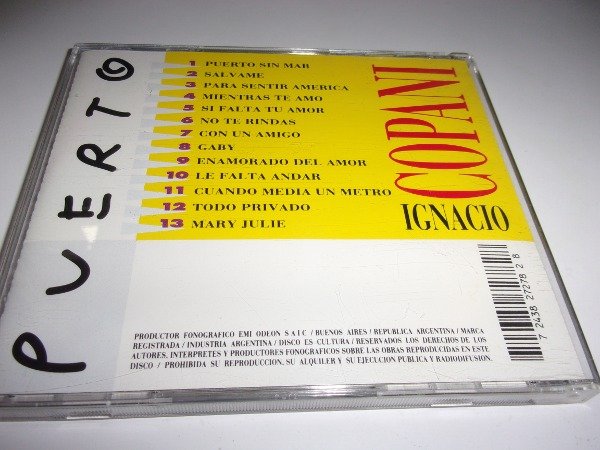 PUERTO
1 PUERTO SIN MAR
2 SALVAME
3 PARA SENTIR AMERICA
4 MIENTRAS TE AMO
5 SI FALTA TU AMOR
6 NO TE RINDAS
7 CON UN AMIGO
8 GABY
9 ENAMORADO DEL AMOR
10 LE FALTA ANDAR
11 CUANDO MEDIA UN METRO
12 TODO PRIVADO
13 MARY JULIE
IGNACIO
COPANI
7 24382 72782 8
PRODUCTOR FONOGRAFICO EMI ODEON S A I C / BUENOS AIRES / REPUBLICA ARGENTINA / MARCA
REGISTRADA / INDUSTRIA ARGENTINA / DISCO ES CULTURA / RESERVADOS LOS DERECHOS DE LOS
AUTORES, INTERPRETES Y PRODUCTORES FONOGRAFICOS SOBRE LAS OBRAS REPRODUCIDAS EN ESTE
DISCO / PROHIBIDA SU REPRODUCCION, SU ALQUILER Y SU EJECUCION PUBLICA Y RADIODIFUSION.